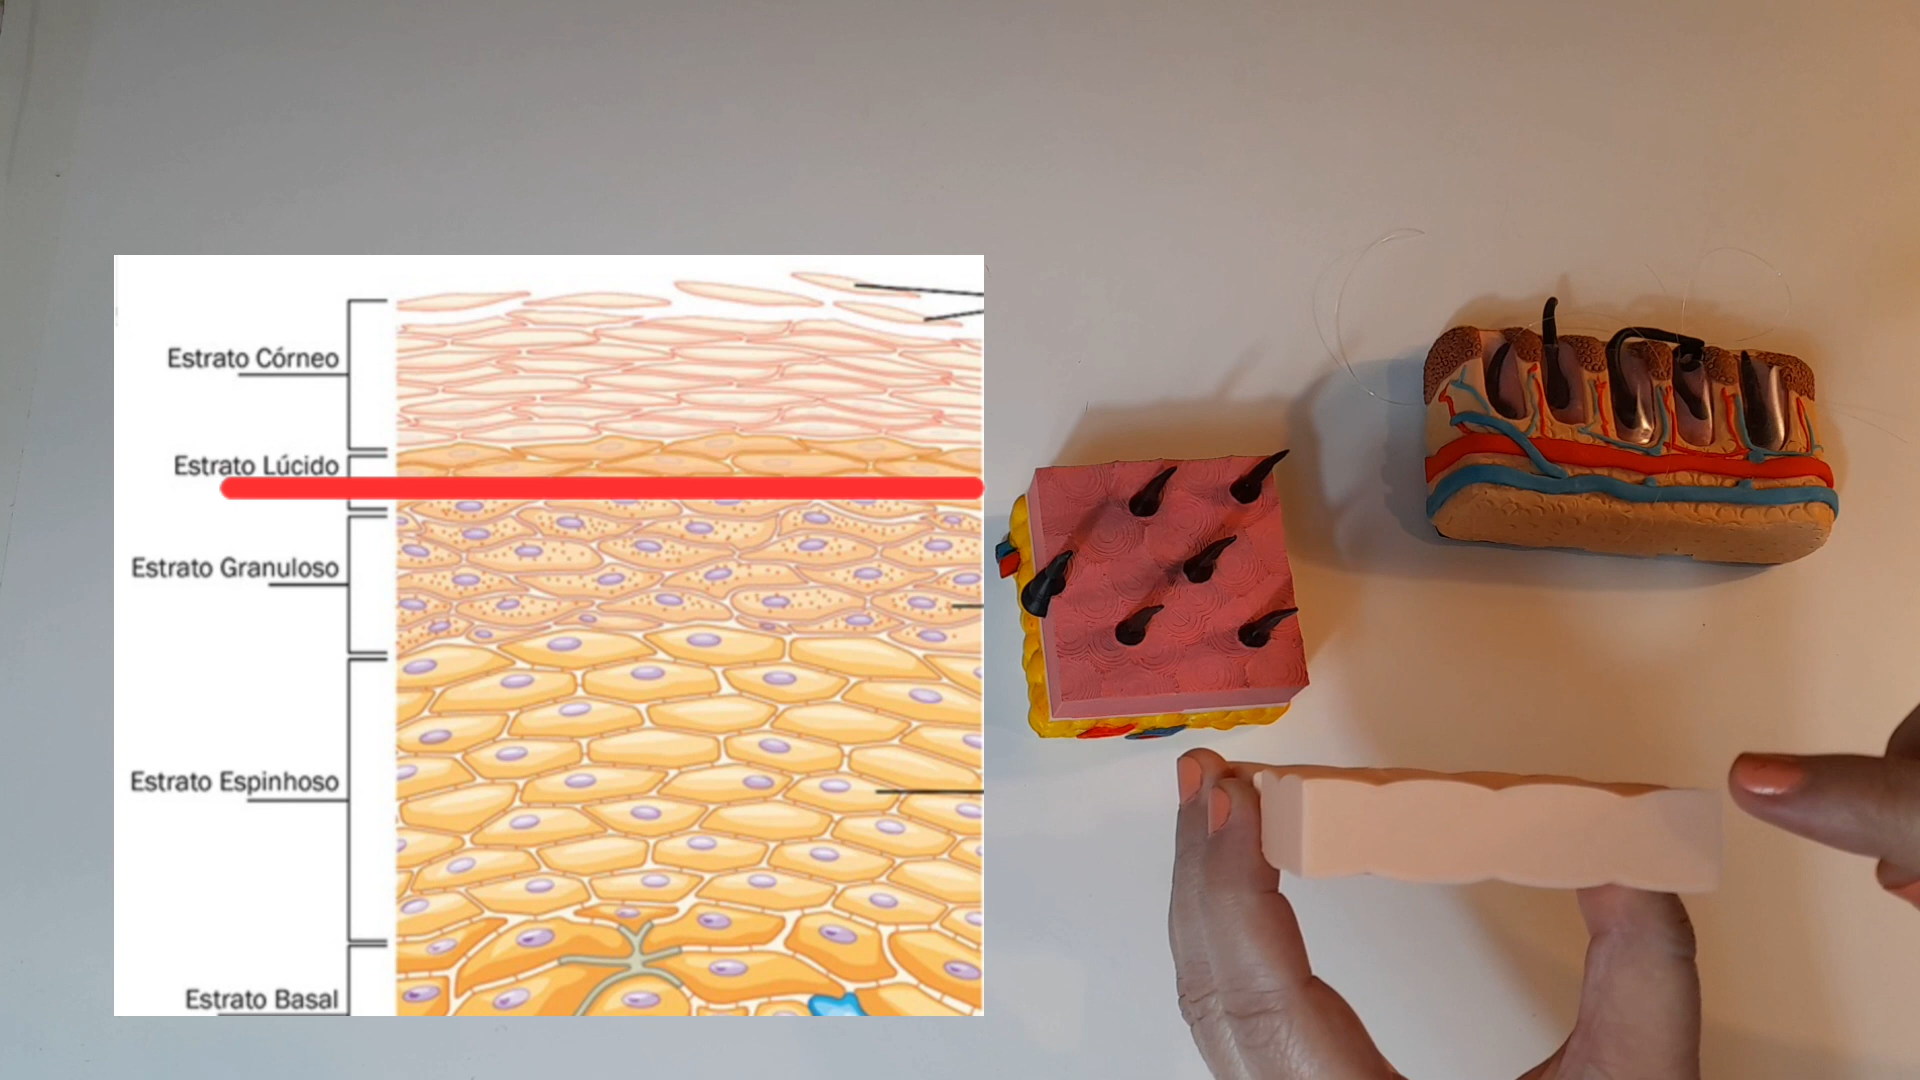 Estrato Córneo
Estrato Lúcido
Estrato Granuloso
Estrato Espinhoso
Estrato Basal